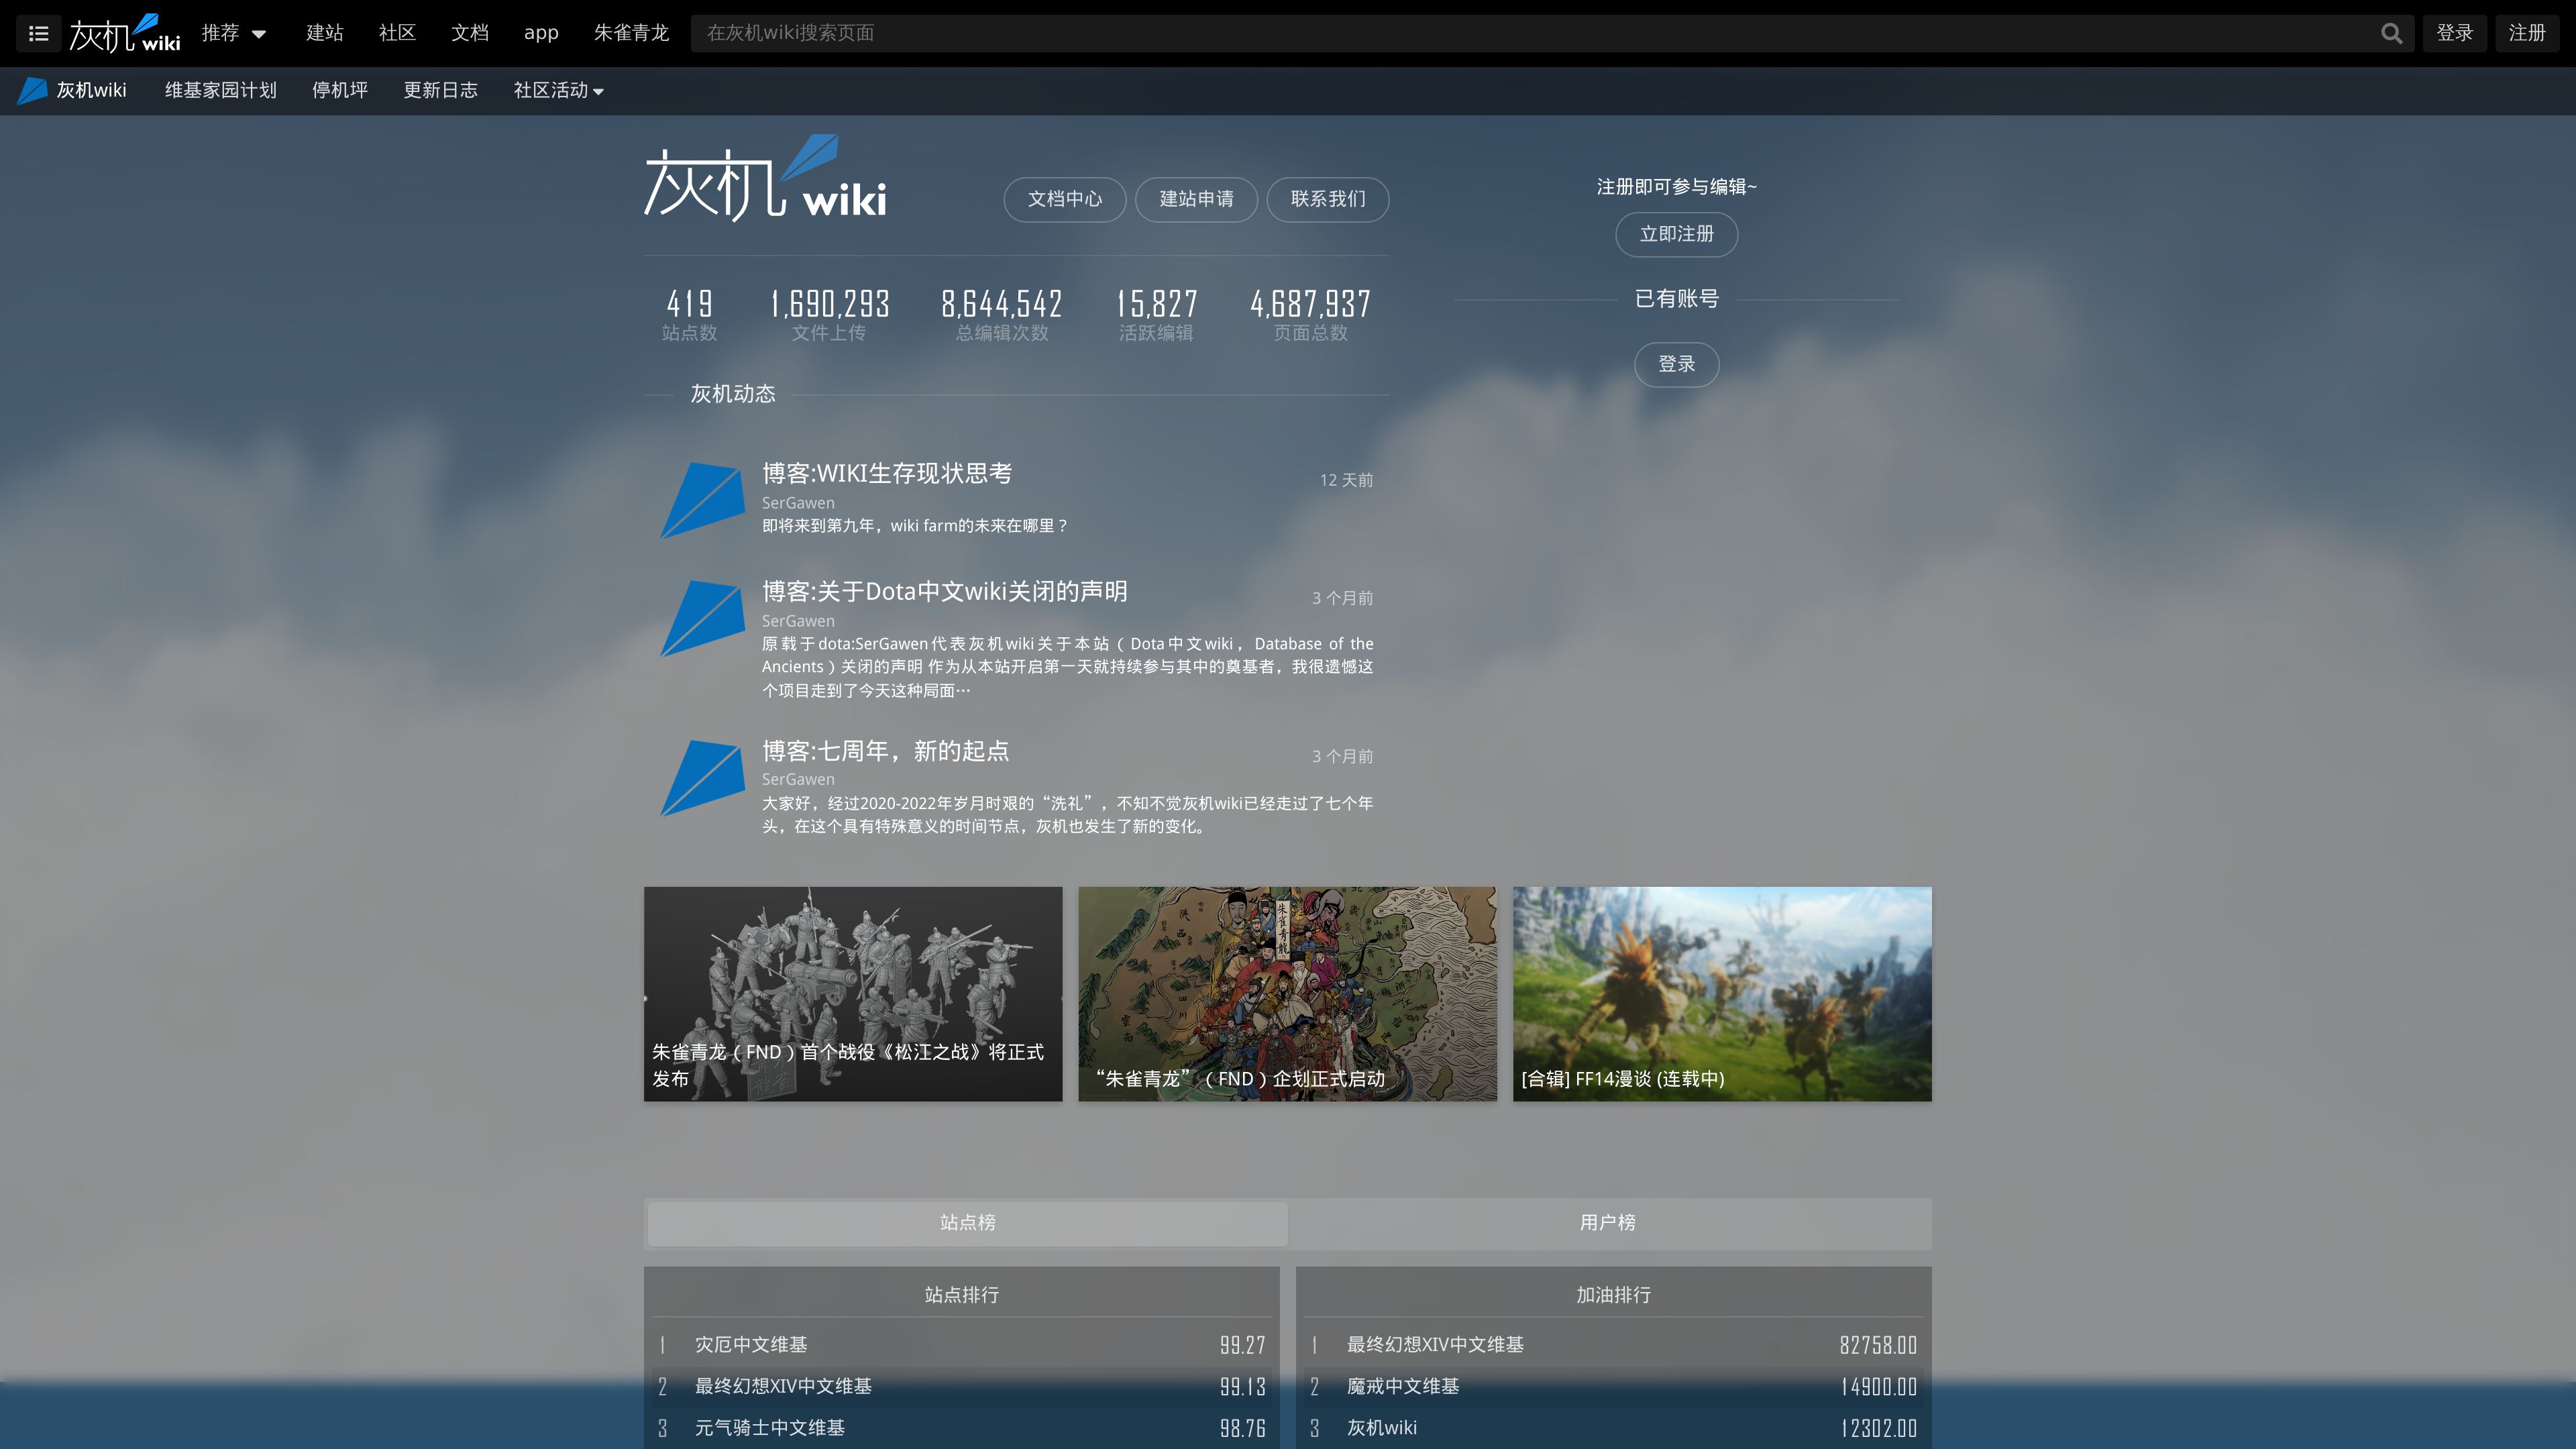 灰机wiki
推荐
建站
社区
文档
app
朱雀青龙
在灰机wiki搜索页面
登录
注册
灰机wiki
维基家园计划
停机坪
更新日志
社区活动
灰机wiki
文档中心
建站申请
联系我们
注册即可参与编辑~
立即注册
已有账号
登录
419
站点数
1,690,293
文件上传
8,644,542
总编辑次数
15,827
活跃编辑
4,687,937
页面总数
灰机动态
博客:WIKI生存现状思考
12 天前
SerGawen
即将来到第九年，wiki farm的未来在哪里？
博客:关于Dota中文wiki关闭的声明
3 个月前
SerGawen
原载于dota:SerGawen代表灰机wiki关于本站（Dota中文wiki，Database of the
Ancients）关闭的声明 作为从本站开启第一天就持续参与其中的奠基者，我很遗憾这
个项目走到了今天这种局面…
博客:七周年，新的起点
3 个月前
SerGawen
大家好，经过2020-2022年岁月时艰的“洗礼”，不知不觉灰机wiki已经走过了七个年
头，在这个具有特殊意义的时间节点，灰机也发生了新的变化。
朱雀青龙（FND）首个战役《松江之战》将正式
发布
朱雀青龍
“朱雀青龙”（FND）企划正式启动
[合辑] FF14漫谈 (连载中)
站点榜
用户榜
站点排行
1 灾厄中文维基 99.27
2 最终幻想XIV中文维基 99.13
3 元气骑士中文维基 98.76
加油排行
1 最终幻想XIV中文维基 82758.00
2 魔戒中文维基 14900.00
3 灰机wiki 12302.00